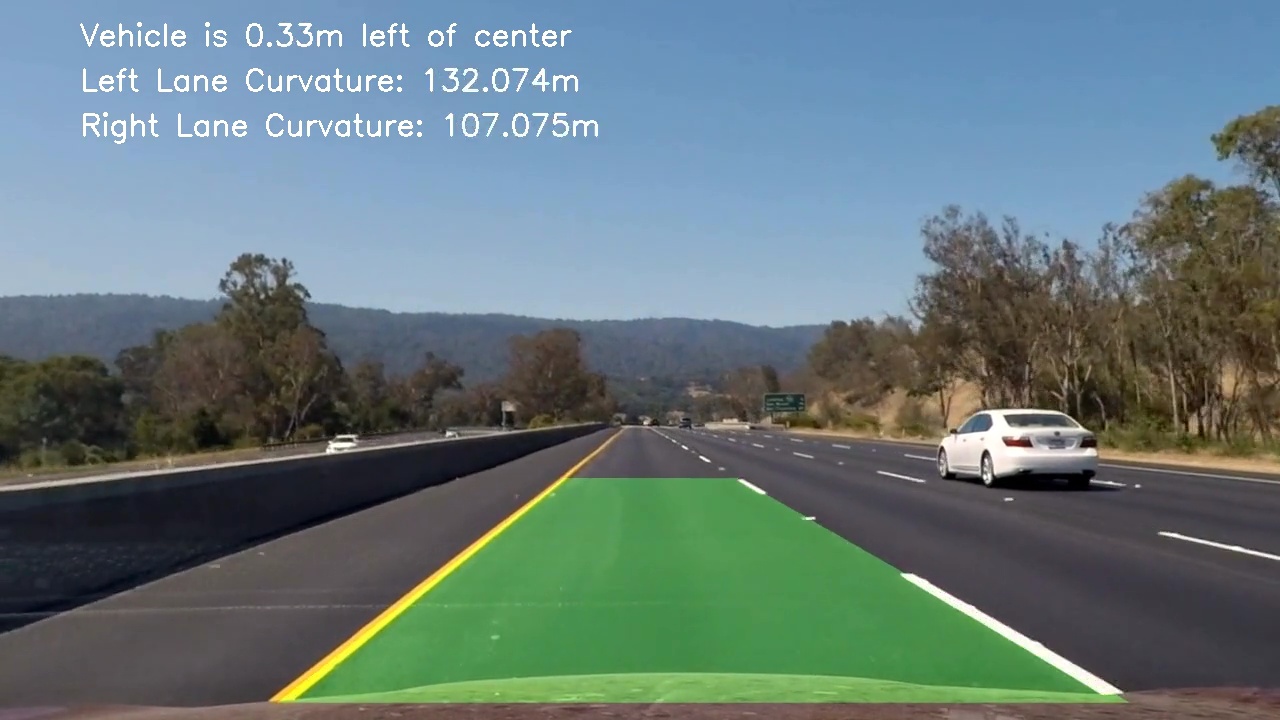 Vehicle is 0.33m left of center
Left Lane Curvature: 132.074m
Right Lane Curvature: 107.075m